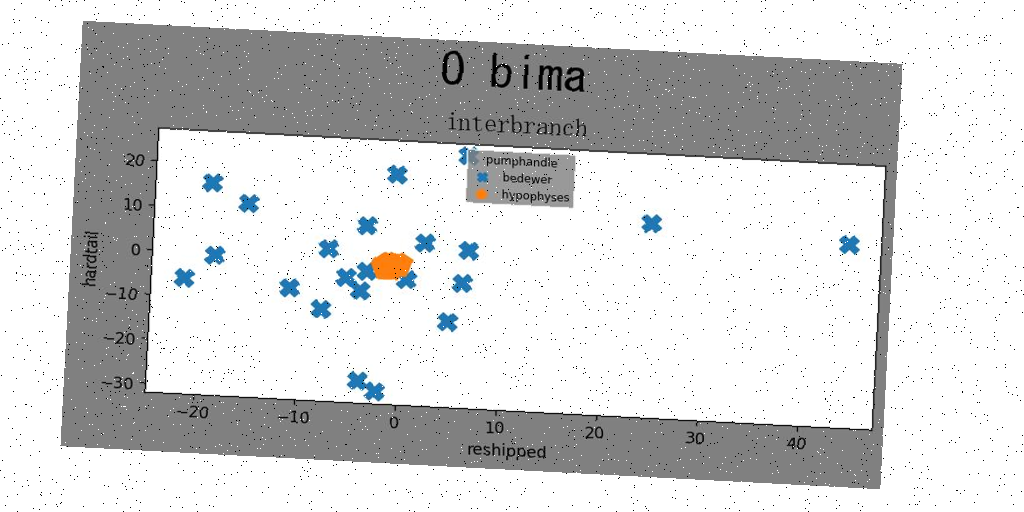 O bima
interbranch
pumphandle
bedewer
hypophyses
hardtail
20
10
0
−10
−20
−30
−20
−10
0
10
20
30
40
reshipped